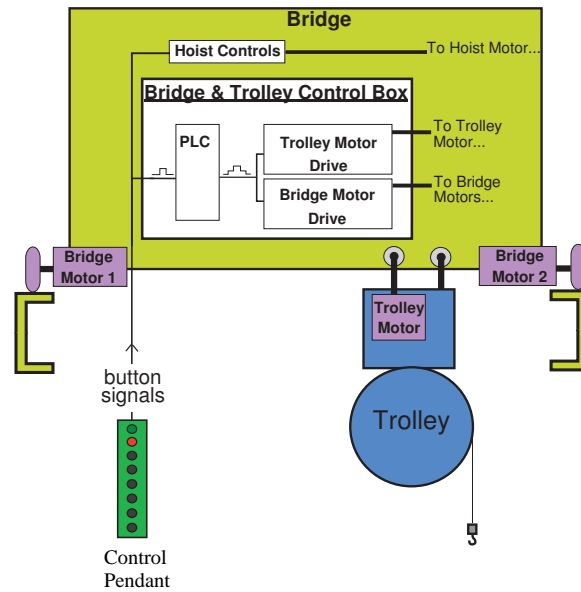 Bridge
Hoist Controls
To Hoist Motor...
Bridge & Trolley Control Box
PLC
Trolley Motor
Drive
To Trolley
Motor...
Bridge Motor
Drive
To Bridge
Motors...
Bridge
Motor 1
Bridge
Motor 2
Trolley
Motor
button
signals
Trolley
Control
Pendant